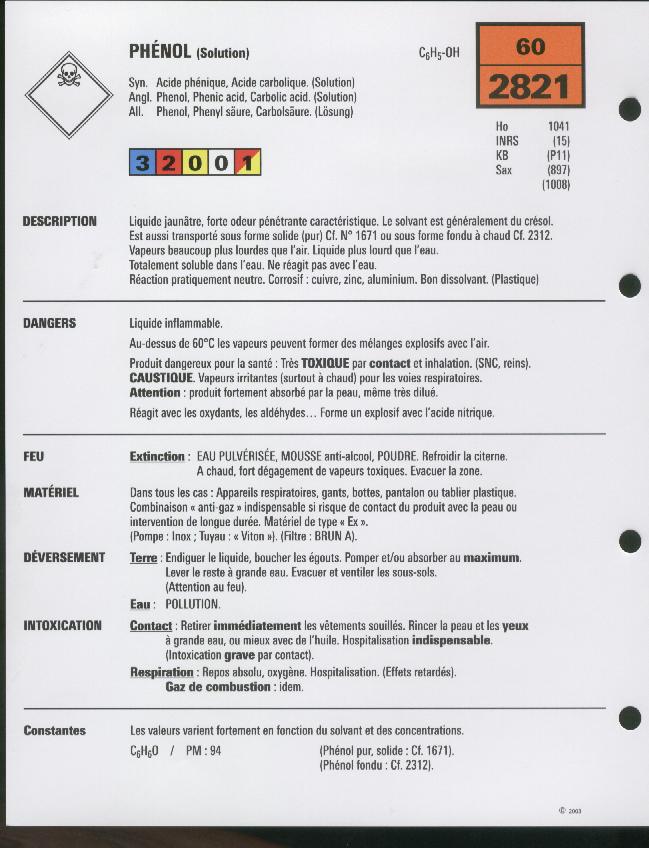 PHÉNOL (Solution)
C₆H₅-OH
60
2821
Syn. Acide phénique, Acide carbolique. (Solution)
Angl. Phenol, Phenic acid, Carbolic acid. (Solution)
All. Phenol, Phenyl säure, Carbolsäure. (Lösung)
Ho 1041
INRS (15)
KB (P11)
Sax (897)
(1008)
3 2 0 0 1
DESCRIPTION Liquide jaunâtre, forte odeur pénétrante caractéristique. Le solvant est généralement du crésol.
Est aussi transporté sous forme solide (pur) Cf. N° 1671 ou sous forme fondu à chaud Cf. 2312.
Vapeurs beaucoup plus lourdes que l'air. Liquide plus lourd que l'eau.
Totalement soluble dans l'eau. Ne réagit pas avec l'eau.
Réaction pratiquement neutre. Corrosif : cuivre, zinc, aluminium. Bon dissolvant. (Plastique)
DANGERS Liquide inflammable.
Au-dessus de 60°C les vapeurs peuvent former des mélanges explosifs avec l'air.
Produit dangereux pour la santé : Très TOXIQUE par contact et inhalation. (SNC, reins).
CAUSTIQUE. Vapeurs irritantes (surtout à chaud) pour les voies respiratoires.
Attention : produit fortement absorbé par la peau, même très dilué.
Réagit avec les oxydants, les aldéhydes... Forme un explosif avec l'acide nitrique.
FEU Extinction : EAU PULVÉRISÉE, MOUSSE anti-alcool, POUDRE. Refroidir la citerne.
A chaud, fort dégagement de vapeurs toxiques. Evacuer la zone.
MATÉRIEL Dans tous les cas : Appareils respiratoires, gants, bottes, pantalon ou tablier plastique.
Combinaison « anti-gaz » indispensable si risque de contact du produit avec la peau ou
intervention de longue durée. Matériel de type « Ex ».
(Pompe : Inox ; Tuyau : « Viton »). (Filtre : BRUN A).
DÉVERSEMENT Terre : Endiguer le liquide, boucher les égouts. Pomper et/ou absorber au maximum.
Lever le reste à grande eau. Evacuer et ventiler les sous-sols.
(Attention au feu).
Eau : POLLUTION.
INTOXICATION Contact : Retirer immédiatement les vêtements souillés. Rincer la peau et les yeux
à grande eau, ou mieux avec de l'huile. Hospitalisation indispensable.
(Intoxication grave par contact).
Respiration : Repos absolu, oxygène. Hospitalisation. (Effets retardés).
Gaz de combustion : idem.
Constantes Les valeurs varient fortement en fonction du solvant et des concentrations.
C₆H₆O / PM : 94 (Phénol pur, solide : Cf. 1671).
(Phénol fondu : Cf. 2312).
© 2003